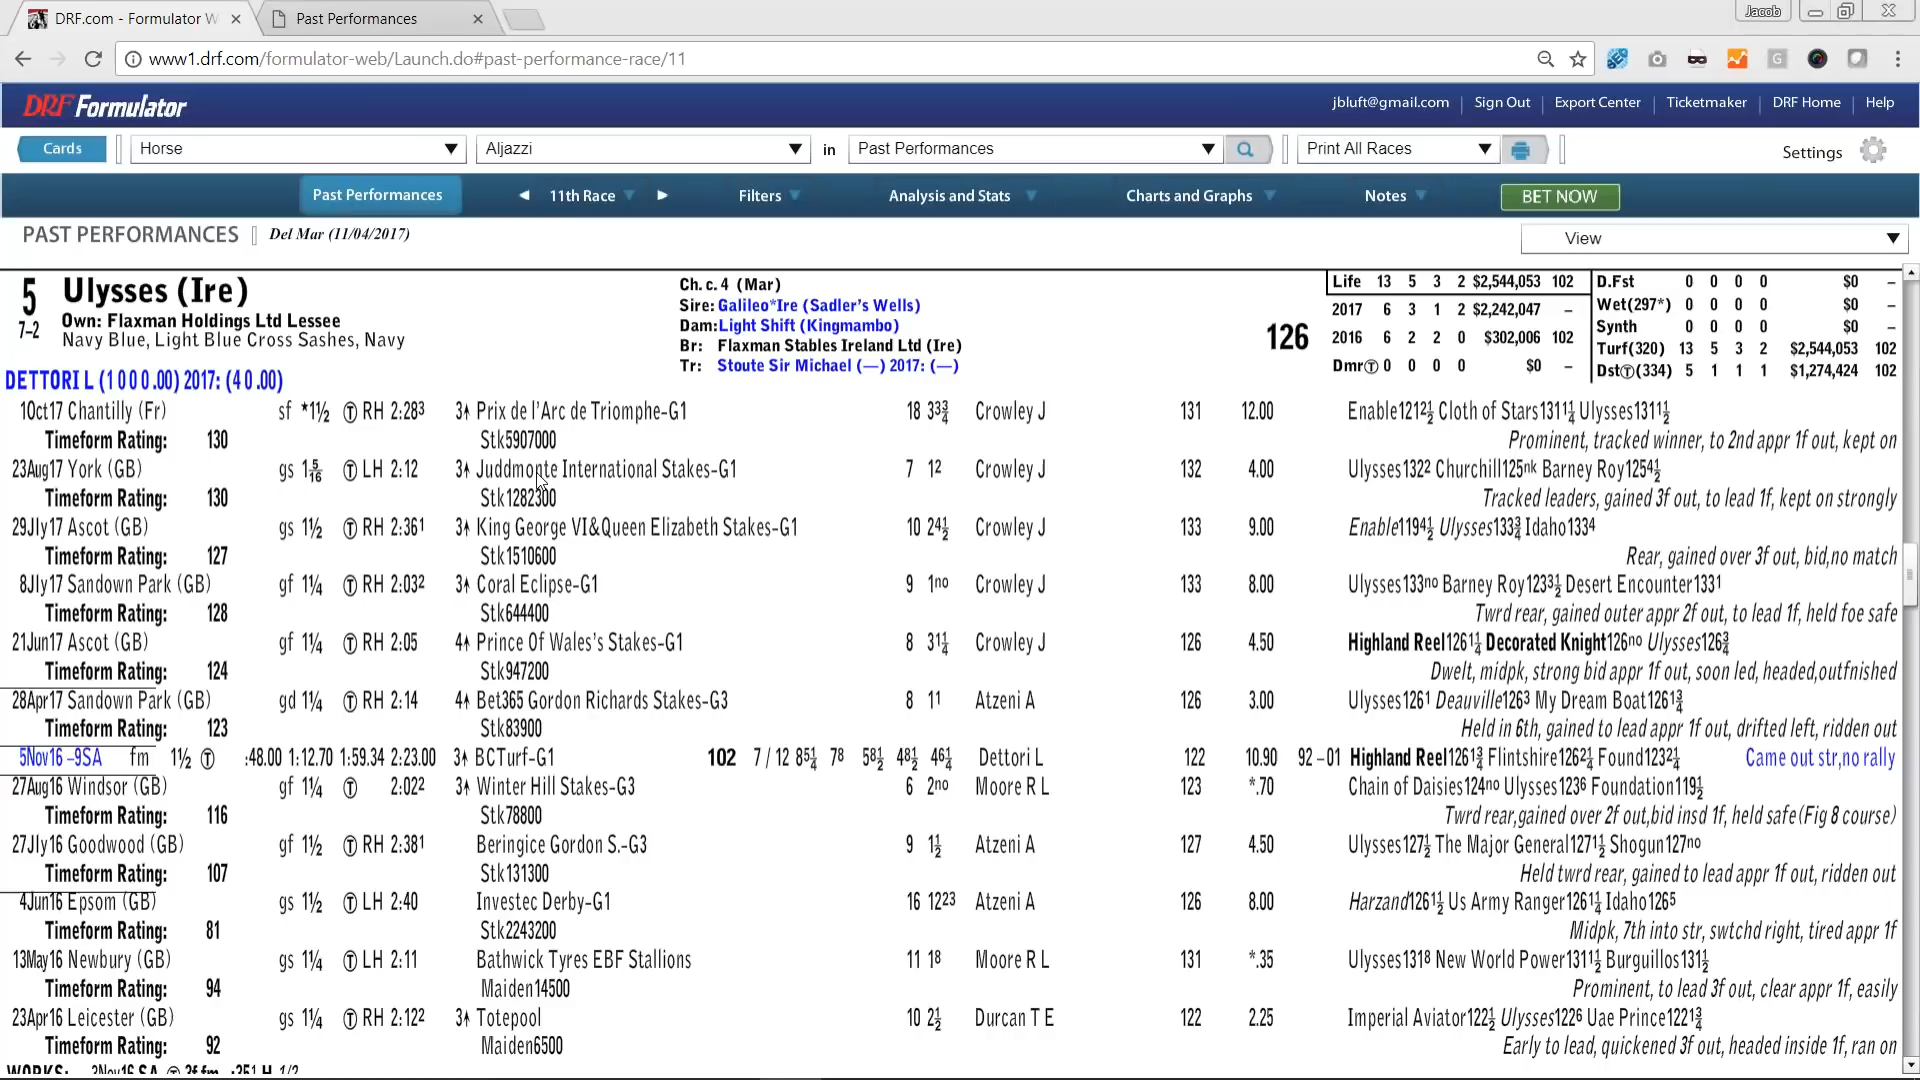 DRF.com - Formulator W
Past Performances
Jacob
www1.drf.com/formulator-web/Launch.do#past-performance-race/11
DRF Formulator
jbluft@gmail.com | Sign Out | Export Center | Ticketmaker | DRF Home | Help
Cards
Horse
Aljazzi
in
Past Performances
Print All Races
Settings
Past Performances
11th Race
Filters
Analysis and Stats
Charts and Graphs
Notes
BET NOW
PAST PERFORMANCES Del Mar (11/04/2017)
View
5 Ulysses (Ire)
7-2
Own: Flaxman Holdings Ltd Lessee
Navy Blue, Light Blue Cross Sashes, Navy
DETTORI L (1 0 0 0 .00) 2017: (4 0 .00)
Ch. c. 4 (Mar)
Sire: Galileo*Ire (Sadler's Wells)
Dam: Light Shift (Kingmambo)
Br: Flaxman Stables Ireland Ltd (Ire)
Tr: Stoute Sir Michael (—) 2017: (—)
126
Life 13 5 3 2 $2,544,053 102
2017 6 3 1 2 $2,242,047 –
2016 6 2 2 0 $302,006 102
DmrⓉ 0 0 0 0 $0 –
D.Fst 0 0 0 0 $0 –
Wet(297*) 0 0 0 0 $0 –
Synth 0 0 0 0 $0 –
Turf(320) 13 5 3 2 $2,544,053 102
DstⓉ(334) 5 1 1 1 $1,274,424 102
1Oct17 Chantilly (Fr) sf *1½ Ⓣ RH 2:28³ 3↑ Prix de l'Arc de Triomphe-G1 18 3³¾ Crowley J 131 12.00 Enable121²½ Cloth of Stars131¹¼ Ulysses131¹½
Timeform Rating: 130 Stk5907000 Prominent, tracked winner, to 2nd appr 1f out, kept on
23Aug17 York (GB) gs 1 5/16 Ⓣ LH 2:12 3↑ Juddmonte International Stakes-G1 7 1² Crowley J 132 4.00 Ulysses132² Churchill125ⁿᵏ Barney Roy125⁴½
Timeform Rating: 130 Stk1282300 Tracked leaders, gained 3f out, to lead 1f, kept on strongly
29Jly17 Ascot (GB) gs 1½ Ⓣ RH 2:36¹ 3↑ King George VI&Queen Elizabeth Stakes-G1 10 2⁴½ Crowley J 133 9.00 Enable119⁴½ Ulysses133¾ Idaho133⁴
Timeform Rating: 127 Stk1510600 Rear, gained over 3f out, bid,no match
8Jly17 Sandown Park (GB) gf 1¼ Ⓣ RH 2:03² 3↑ Coral Eclipse-G1 9 1ⁿᵒ Crowley J 133 8.00 Ulysses133ⁿᵒ Barney Roy123³½ Desert Encounter133¹
Timeform Rating: 128 Stk644400 Twrd rear, gained outer appr 2f out, to lead 1f, held foe safe
21Jun17 Ascot (GB) gf 1¼ Ⓣ RH 2:05 4↑ Prince Of Wales's Stakes-G1 8 3¹¼ Crowley J 126 4.50 Highland Reel126¹¼ Decorated Knight126ⁿᵒ Ulysses126¾
Timeform Rating: 124 Stk947200 Dwelt, midpk, strong bid appr 1f out, soon led, headed,outfnished
28Apr17 Sandown Park (GB) gd 1¼ Ⓣ RH 2:14 4↑ Bet365 Gordon Richards Stakes-G3 8 1¹ Atzeni A 126 3.00 Ulysses126¹ Deauville126³ My Dream Boat126¹¾
Timeform Rating: 123 Stk83900 Held in 6th, gained to lead appr 1f out, drifted left, ridden out
5Nov16 –9SA fm 1½ Ⓣ :48.00 1:12.70 1:59.34 2:23.00 3↑ BCTurf-G1 102 7 / 12 8⁵¼ 7⁸ 5⁸½ 4⁸½ 4⁶¼ Dettori L 122 10.90 92 –01 Highland Reel126¹¾ Flintshire126²¼ Found123²¼ Came out str,no rally
27Aug16 Windsor (GB) gf 1¼ Ⓣ 2:02² 3↑ Winter Hill Stakes-G3 6 2ⁿᵒ Moore R L 123 *.70 Chain of Daisies124ⁿᵒ Ulysses123⁶ Foundation119½
Timeform Rating: 116 Stk78800 Twrd rear,gained over 2f out,bid insd 1f, held safe(Fig 8 course)
27Jly16 Goodwood (GB) gf 1½ Ⓣ RH 2:38¹ Beringice Gordon S.-G3 9 1½ Atzeni A 127 4.50 Ulysses127½ The Major General127¹½ Shogun127ⁿᵒ
Timeform Rating: 107 Stk131300 Held twrd rear, gained to lead appr 1f out, ridden out
4Jun16 Epsom (GB) gs 1½ Ⓣ LH 2:40 Investec Derby-G1 16 12²³ Atzeni A 126 8.00 Harzand126¹½ Us Army Ranger126¹¼ Idaho126⁵
Timeform Rating: 81 Stk2243200 Midpk, 7th into str, swtchd right, tired appr 1f
13May16 Newbury (GB) gs 1¼ Ⓣ LH 2:11 Bathwick Tyres EBF Stallions 11 1⁸ Moore R L 131 *.35 Ulysses131⁸ New World Power131¹½ Burguillos131½
Timeform Rating: 94 Maiden14500 Prominent, to lead 3f out, clear appr 1f, easily
23Apr16 Leicester (GB) gs 1¼ Ⓣ RH 2:12² 3↑ Totepool 10 2½ Durcan T E 122 2.25 Imperial Aviator122½ Ulysses122⁶ Uae Prince122¹¾
Timeform Rating: 92 Maiden6500 Early to lead, quickened 3f out, headed inside 1f, ran on
WORKS: 3Nov16 SA Ⓣ 3f fm :35¹ H 1/2